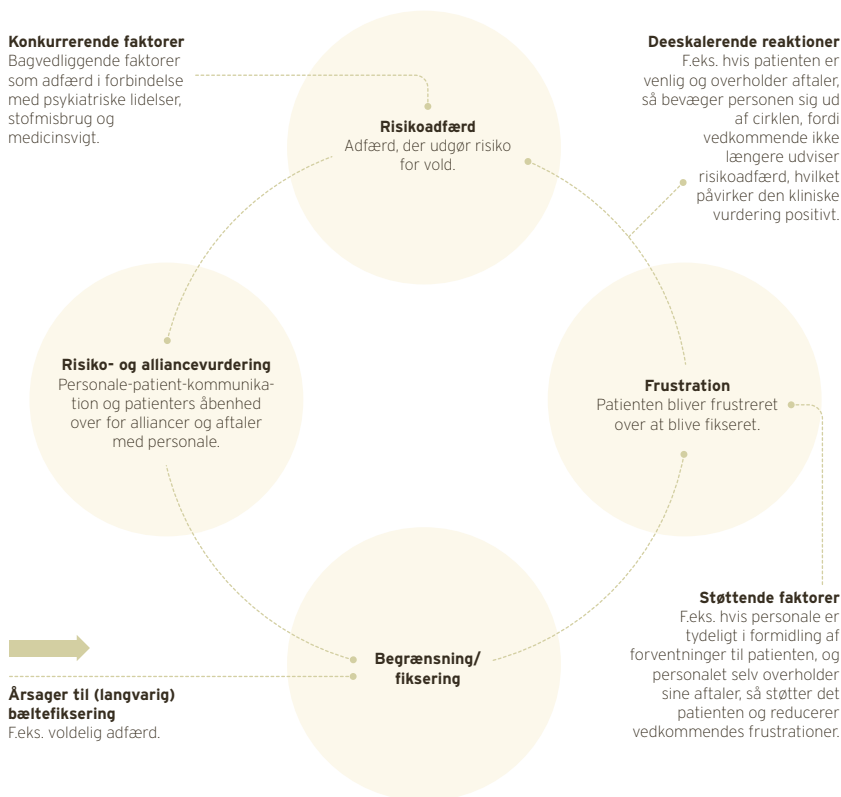 Konkurrerende faktorer
Bagvedliggende faktorer
som adfærd i forbindelse
med psykiatriske lidelser,
stofmisbrug og
medicinsvigt.
Deeskalerende reaktioner
F.eks. hvis patienten er
venlig og overholder aftaler,
så bevæger personen sig ud
af cirklen, fordi
vedkommende ikke
længere udviser
risikoadfærd, hvilket
påvirker den kliniske
vurdering positivt.
Risikoadfærd
Adfærd, der udgør risiko
for vold.
Risiko- og alliancevurdering
Personale-patient-kommunika-
tion og patienters åbenhed
over for alliancer og aftaler
med personale.
Frustration
Patienten bliver frustreret
over at blive fikseret.
Begrænsning/
fiksering
Årsager til (langvarig)
bæltefiksering
F.eks. voldelig adfærd.
Støttende faktorer
F.eks. hvis personale er
tydeligt i formidling af
forventninger til patienten, og
personalet selv overholder
sine aftaler, så støtter det
patienten og reducerer
vedkommendes frustrationer.